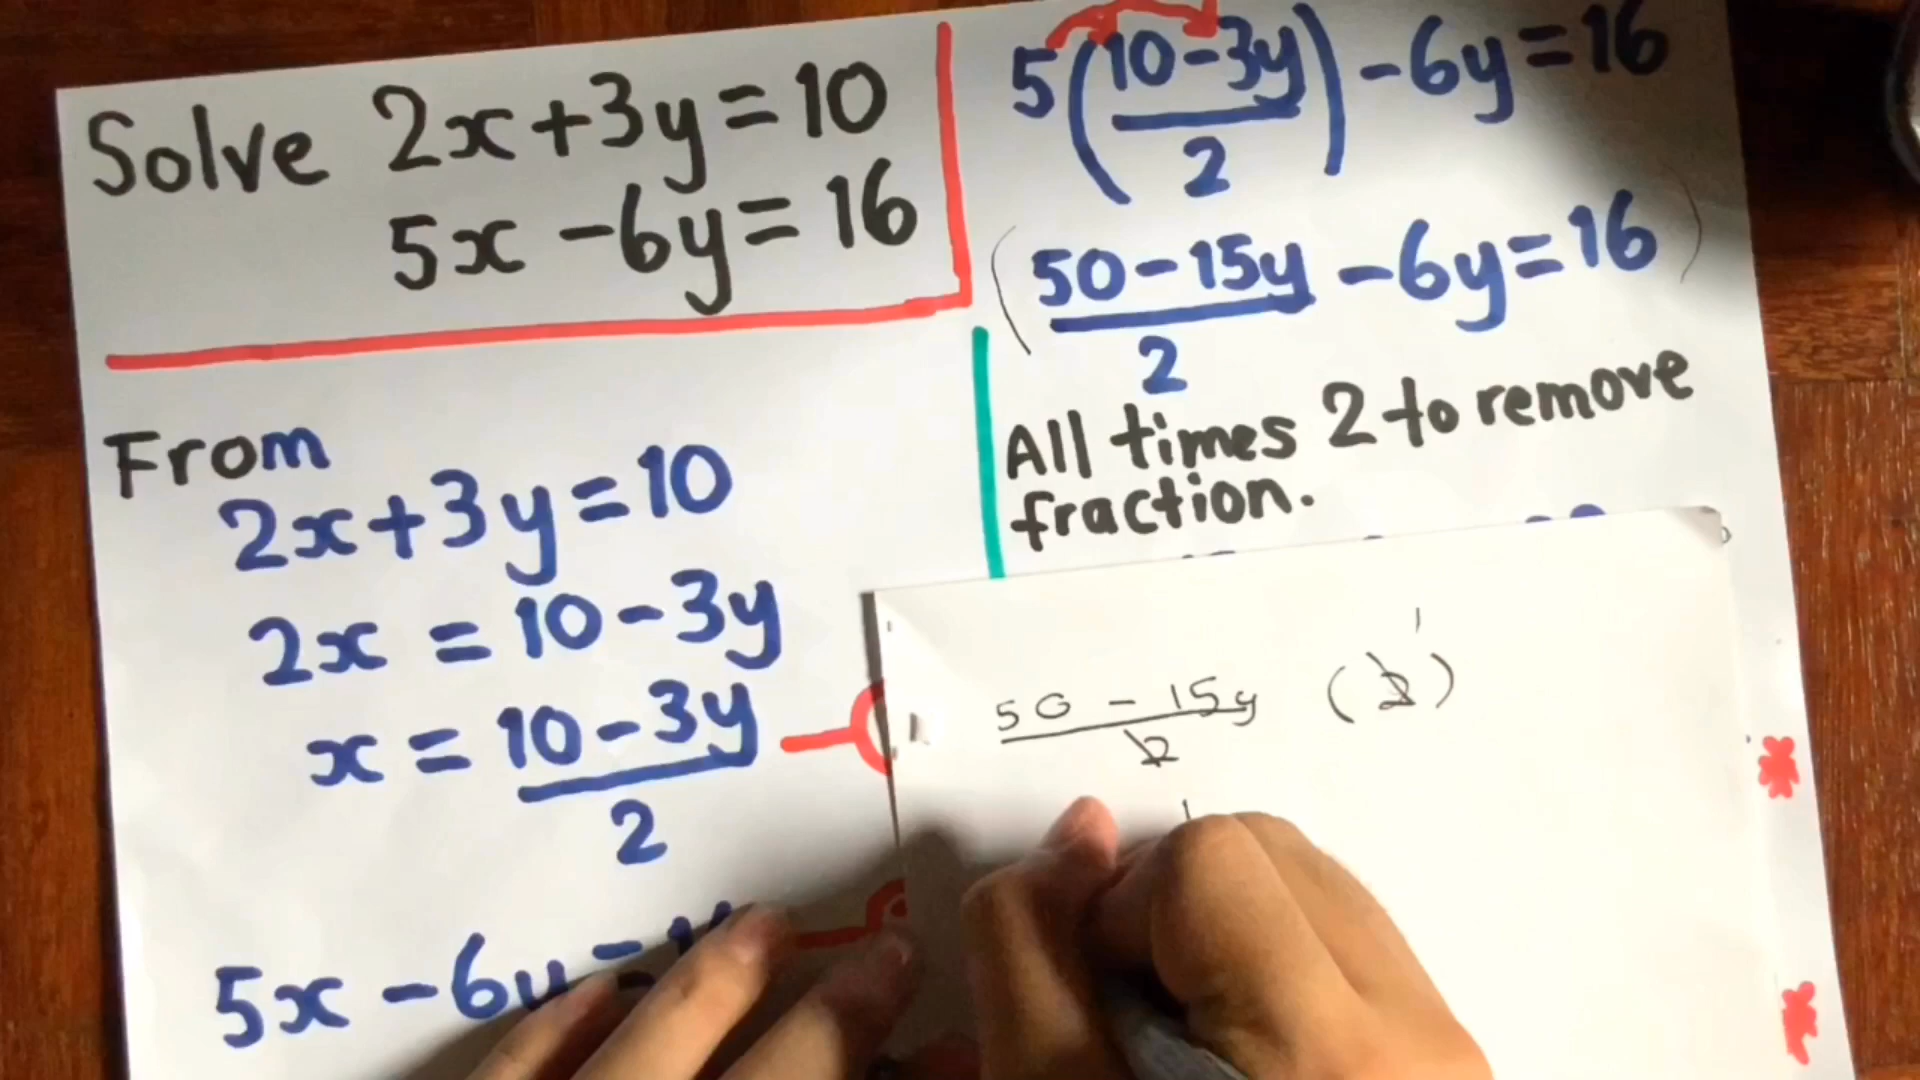 Solve 2x+3y=10
5x-6y=16
From
2x+3y=10
2x = 10-3y
x = 10-3y
2
5x-6y=
5(10-3y)-6y=16
2
(50-15y-6y=16)
2
All times 2 to remove
fraction.
1
50 - 15y (2)
2
1